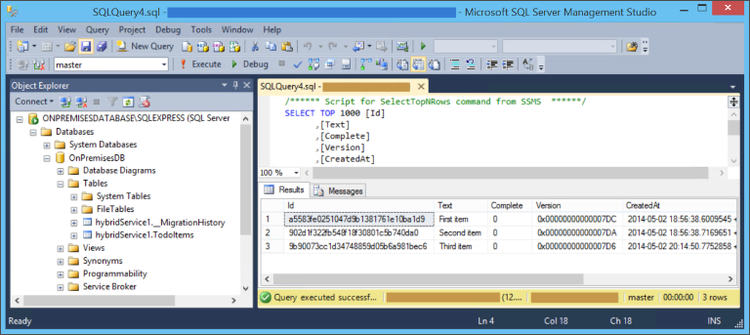 SQLQuery4.sql - - Microsoft SQL Server Management Studio
File Edit View Query Project Debug Tools Window Help
New Query
master Execute Debug
Object Explorer
Connect
ONPREMISESDATABASE\SQLEXPRESS (SQL Server
Databases
System Databases
OnPremisesDB
Database Diagrams
Tables
System Tables
FileTables
hybridService1.__MigrationHistory
hybridService1.TodoItems
Views
Synonyms
Programmability
Service Broker
SQLQuery4.sql -
/****** Script for SelectTopNRows command from SSMS ******/
SELECT TOP 1000 [Id]
,[Text]
,[Complete]
,[Version]
,[CreatedAt]
100 %
Results Messages
Id Text Complete Version CreatedAt
1 a5583fe0251047d9b1381761e10ba1d9 First item 0 0x00000000000007DC 2014-05-02 18:56:38.6009545
2 902d1f322fb548f18f30801c5b740da0 Second item 0 0x00000000000007DA 2014-05-02 18:56:38.7169651
3 9b90073cc1d34748859d05b6a981bec6 Third item 0 0x00000000000007D6 2014-05-02 20:14:50.7752858
Query executed successf... (12.... master 00:00:00 3 rows
Ready Ln 4 Col 18 Ch 18 INS